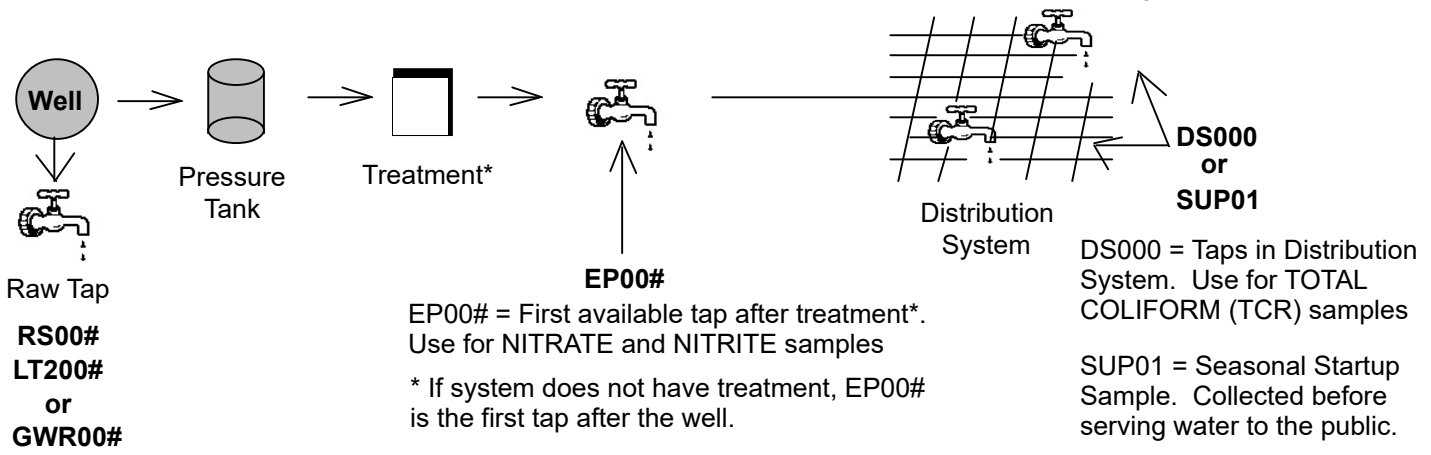 Well
Pressure
Tank
Treatment*
Raw Tap
RS00#
LT200#
or
GWR00#
EP00#
EP00# = First available tap after treatment*.
Use for NITRATE and NITRITE samples
* If system does not have treatment, EP00#
is the first tap after the well.
Distribution
System
DS000
or
SUP01
DS000 = Taps in Distribution
System. Use for TOTAL
COLIFORM (TCR) samples
SUP01 = Seasonal Startup
Sample. Collected before
serving water to the public.